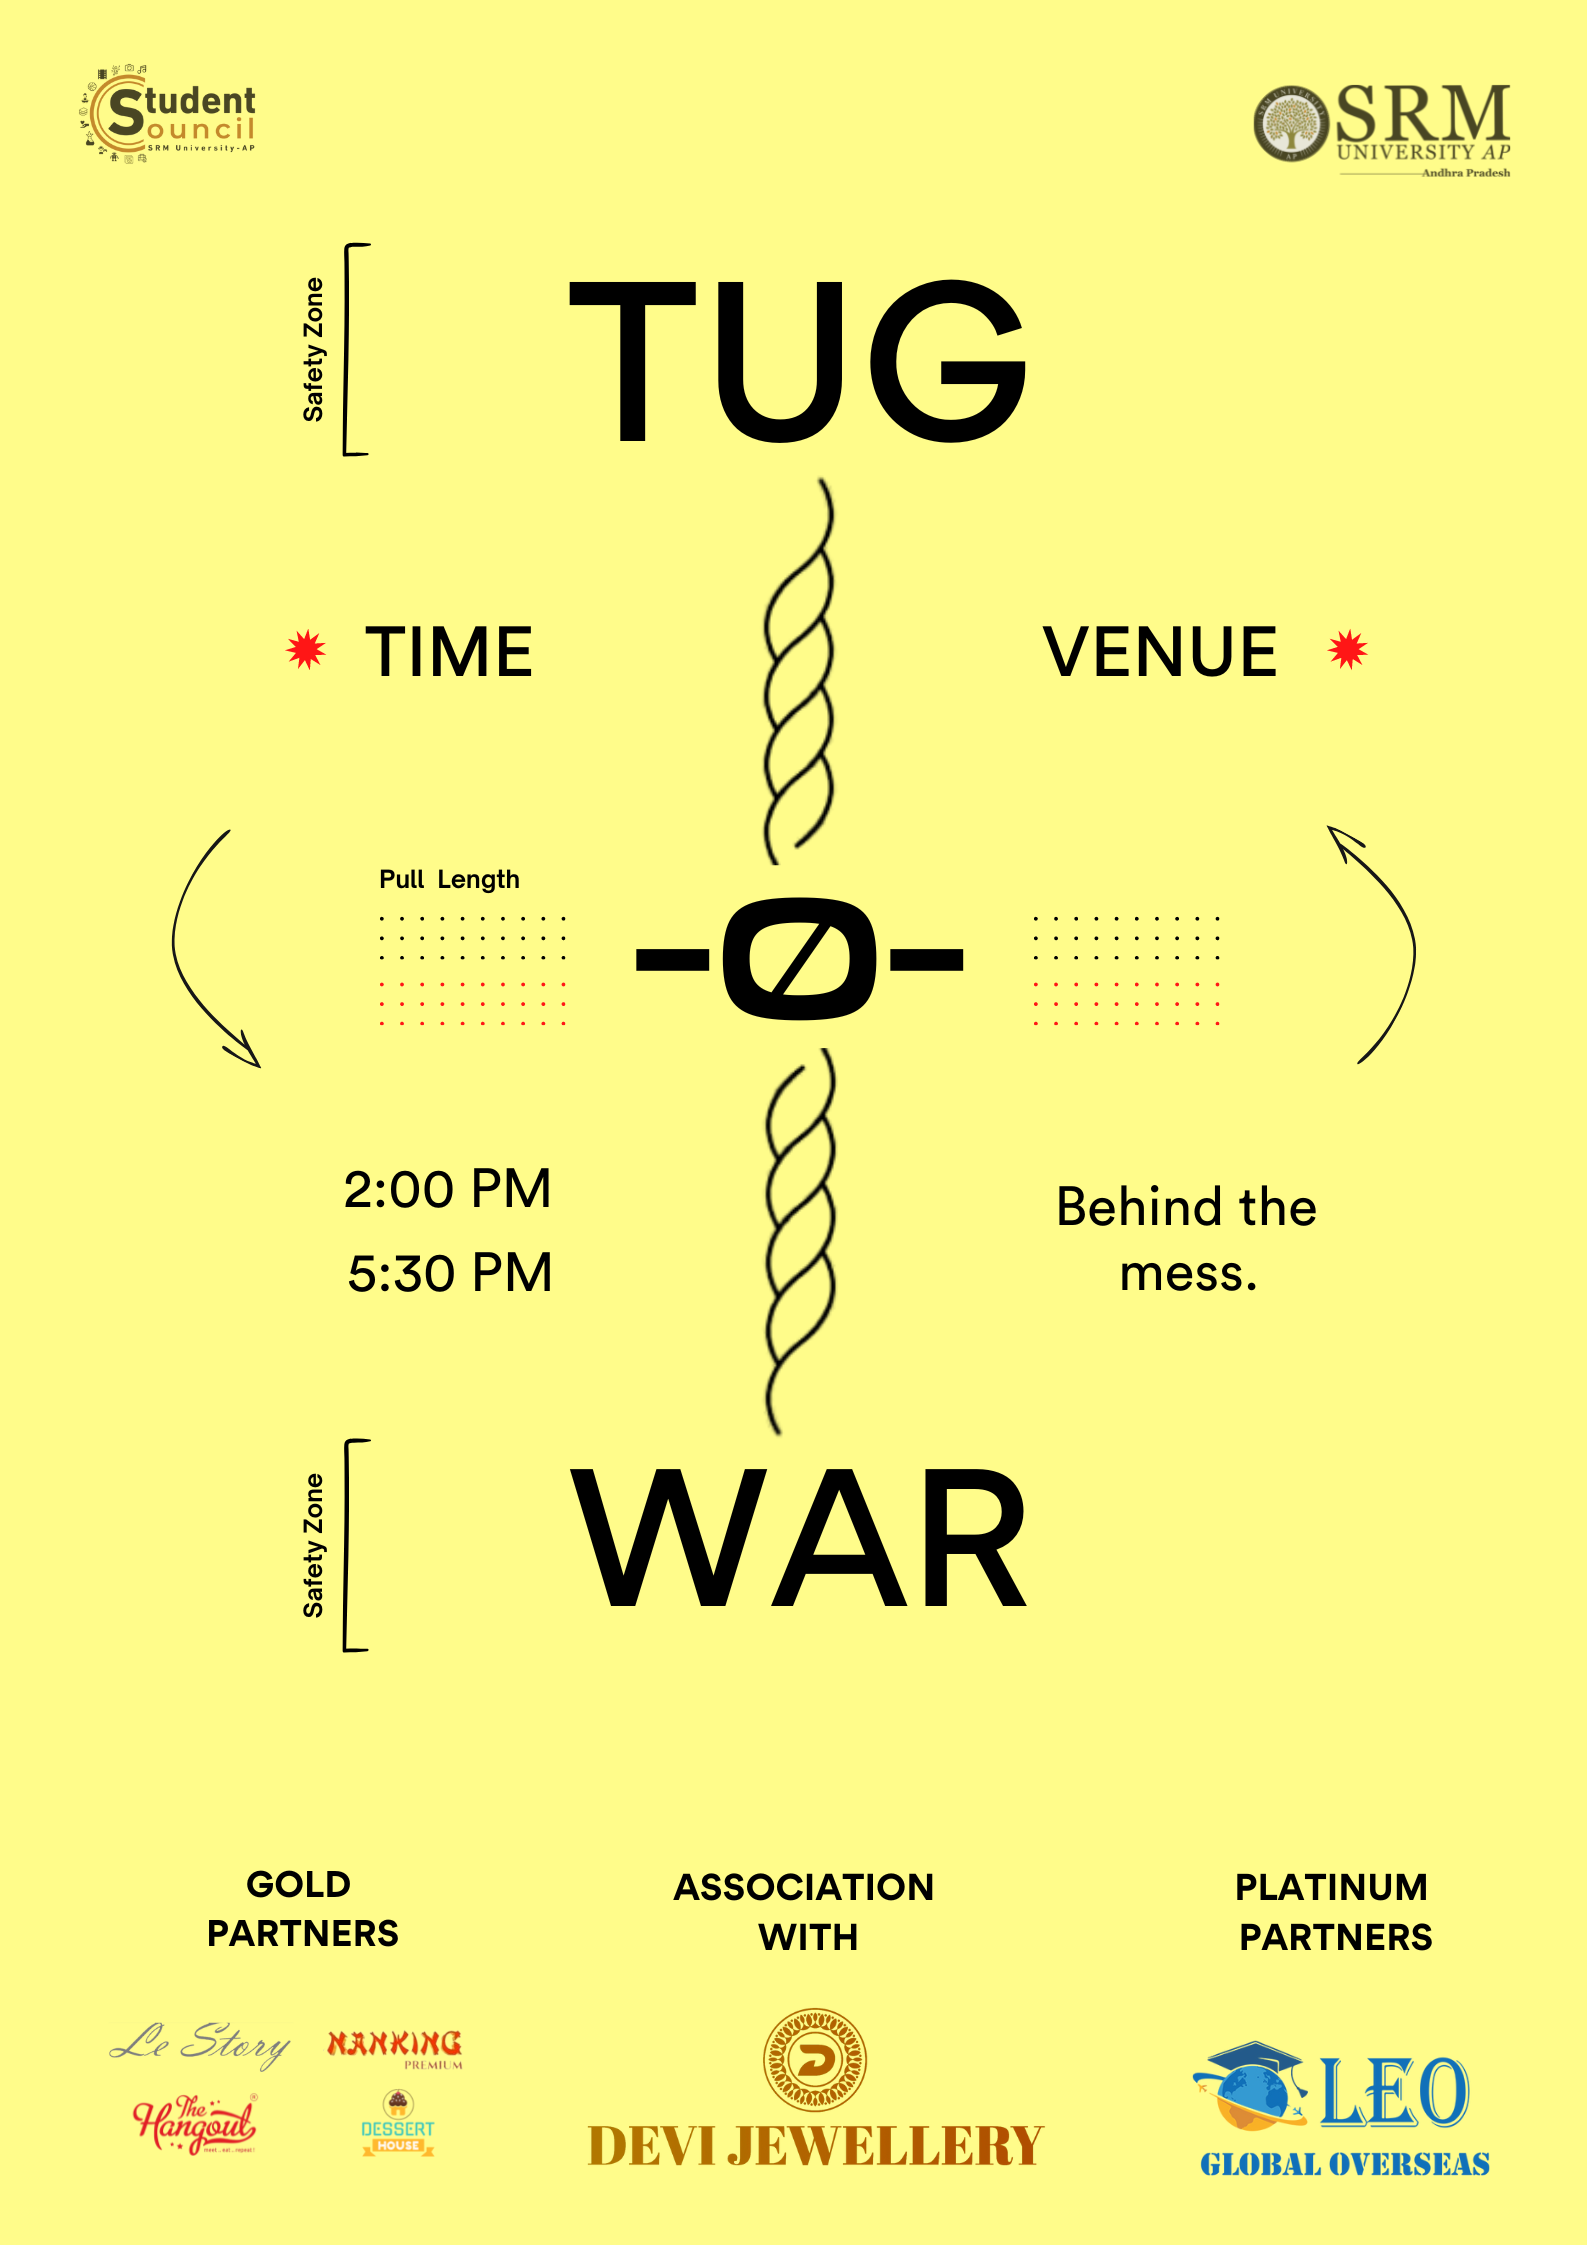 Student
Council
SRM University-AP
SRM
UNIVERSITY AP
Andhra Pradesh
Safety Zone
TUG
TIME
VENUE
Pull Length
-0-
2:00 PM
5:30 PM
Behind the
mess.
Safety Zone
WAR
GOLD
PARTNERS
ASSOCIATION
WITH
PLATINUM
PARTNERS
Le Story
NANKING
PREMIUM
The
Hangout
meet . eat . repeat!
DESSERT
HOUSE
D
DEVI JEWELLERY
LEO
GLOBAL OVERSEAS